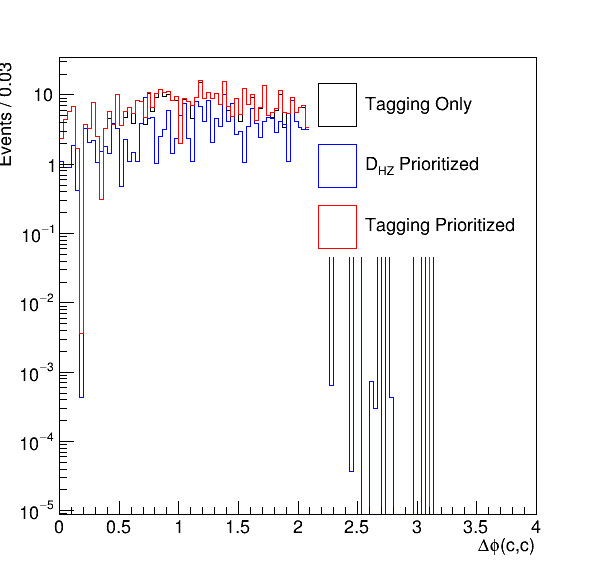 Events / 0.03
10
1
10⁻¹
10⁻²
10⁻³
10⁻⁴
10⁻⁵
Tagging Only
D_HZ Prioritized
Tagging Prioritized
0 0.5 1 1.5 2 2.5 3 3.5 4
Δϕ(c,c)